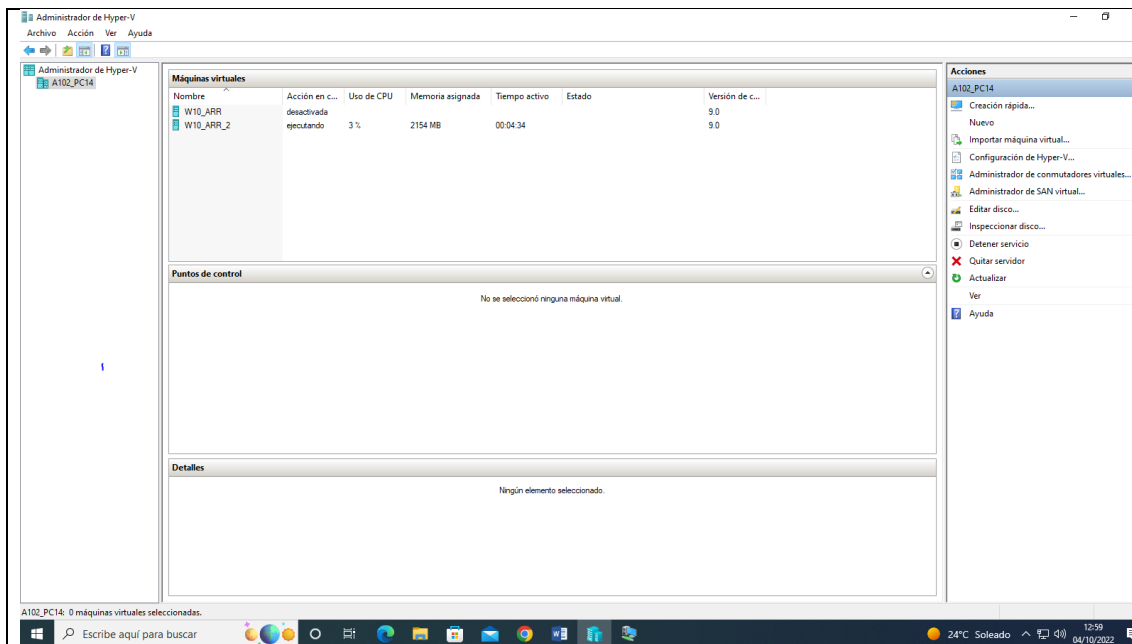 Administrador de Hyper-V
Archivo Acción Ver Ayuda
Administrador de Hyper-V
A102_PC14
Máquinas virtuales
Nombre Acción en c... Uso de CPU Memoria asignada Tiempo activo Estado Versión de c...
W10_ARR desactivada 9.0
W10_ARR_2 ejecutando 3 % 2154 MB 00:04:34 9.0
Puntos de control
No se seleccionó ninguna máquina virtual.
Detalles
Ningún elemento seleccionado.
Acciones
A102_PC14
Creación rápida...
Nuevo
Importar máquina virtual...
Configuración de Hyper-V...
Administrador de conmutadores virtuales...
Administrador de SAN virtual...
Editar disco...
Inspeccionar disco...
Detener servicio
Quitar servidor
Actualizar
Ver
Ayuda
A102_PC14: 0 máquinas virtuales seleccionadas.
Escribe aquí para buscar
24°C Soleado
12:59
04/10/2022